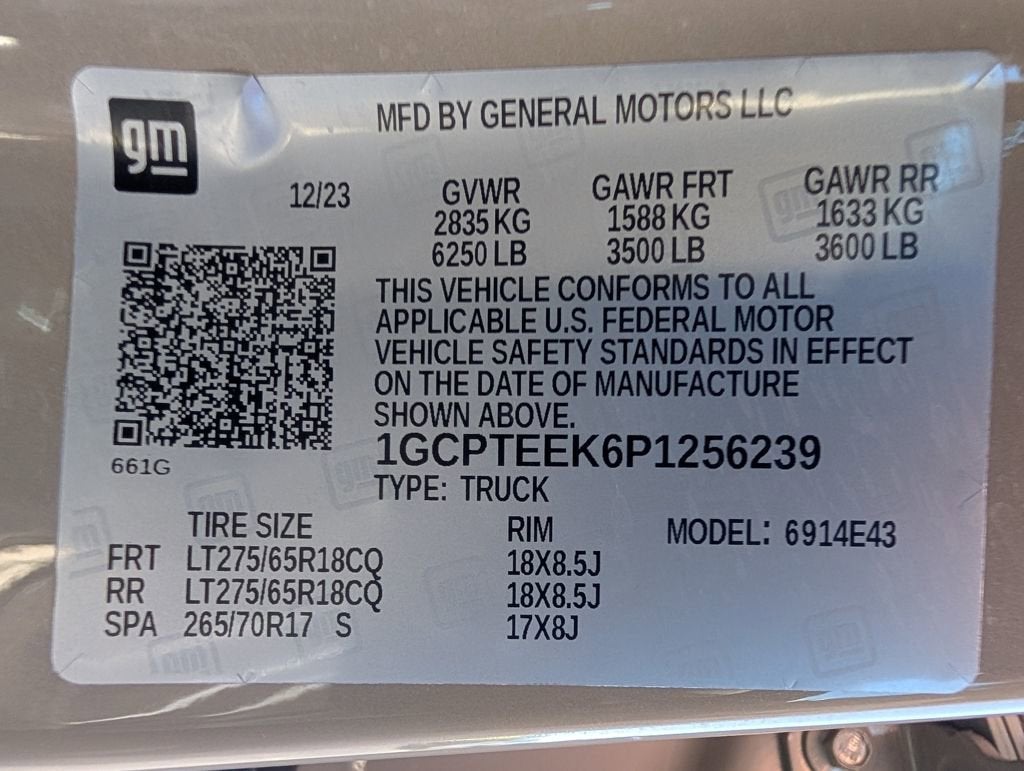 gm
MFD BY GENERAL MOTORS LLC
12/23 GVWR GAWR FRT GAWR RR
2835 KG 1588 KG 1633 KG
6250 LB 3500 LB 3600 LB
THIS VEHICLE CONFORMS TO ALL
APPLICABLE U.S. FEDERAL MOTOR
VEHICLE SAFETY STANDARDS IN EFFECT
ON THE DATE OF MANUFACTURE
SHOWN ABOVE.
661G
1GCPTEEK6P1256239
TYPE: TRUCK
TIRE SIZE RIM MODEL: 6914E43
FRT LT275/65R18CQ 18X8.5J
RR LT275/65R18CQ 18X8.5J
SPA 265/70R17 S 17X8J